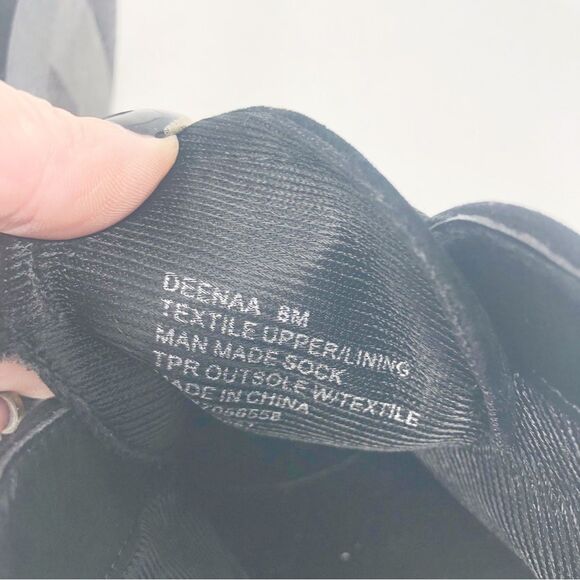 DEENAA 8M
TEXTILE UPPER/LINING
MAN MADE SOCK
TPR OUTSOLE W/TEXTILE
MADE IN CHINA